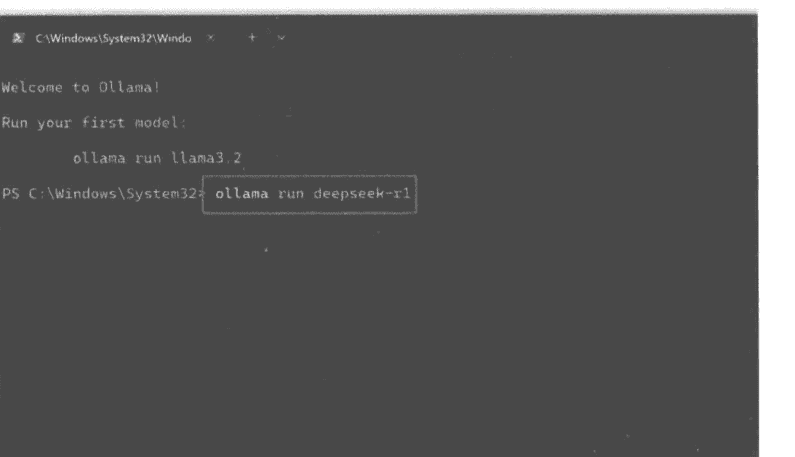 C:\Windows\System32\Windo
Welcome to Ollama!
Run your first model:
ollama run llama3.2
PS C:\Windows\System32> ollama run deepseek-r1